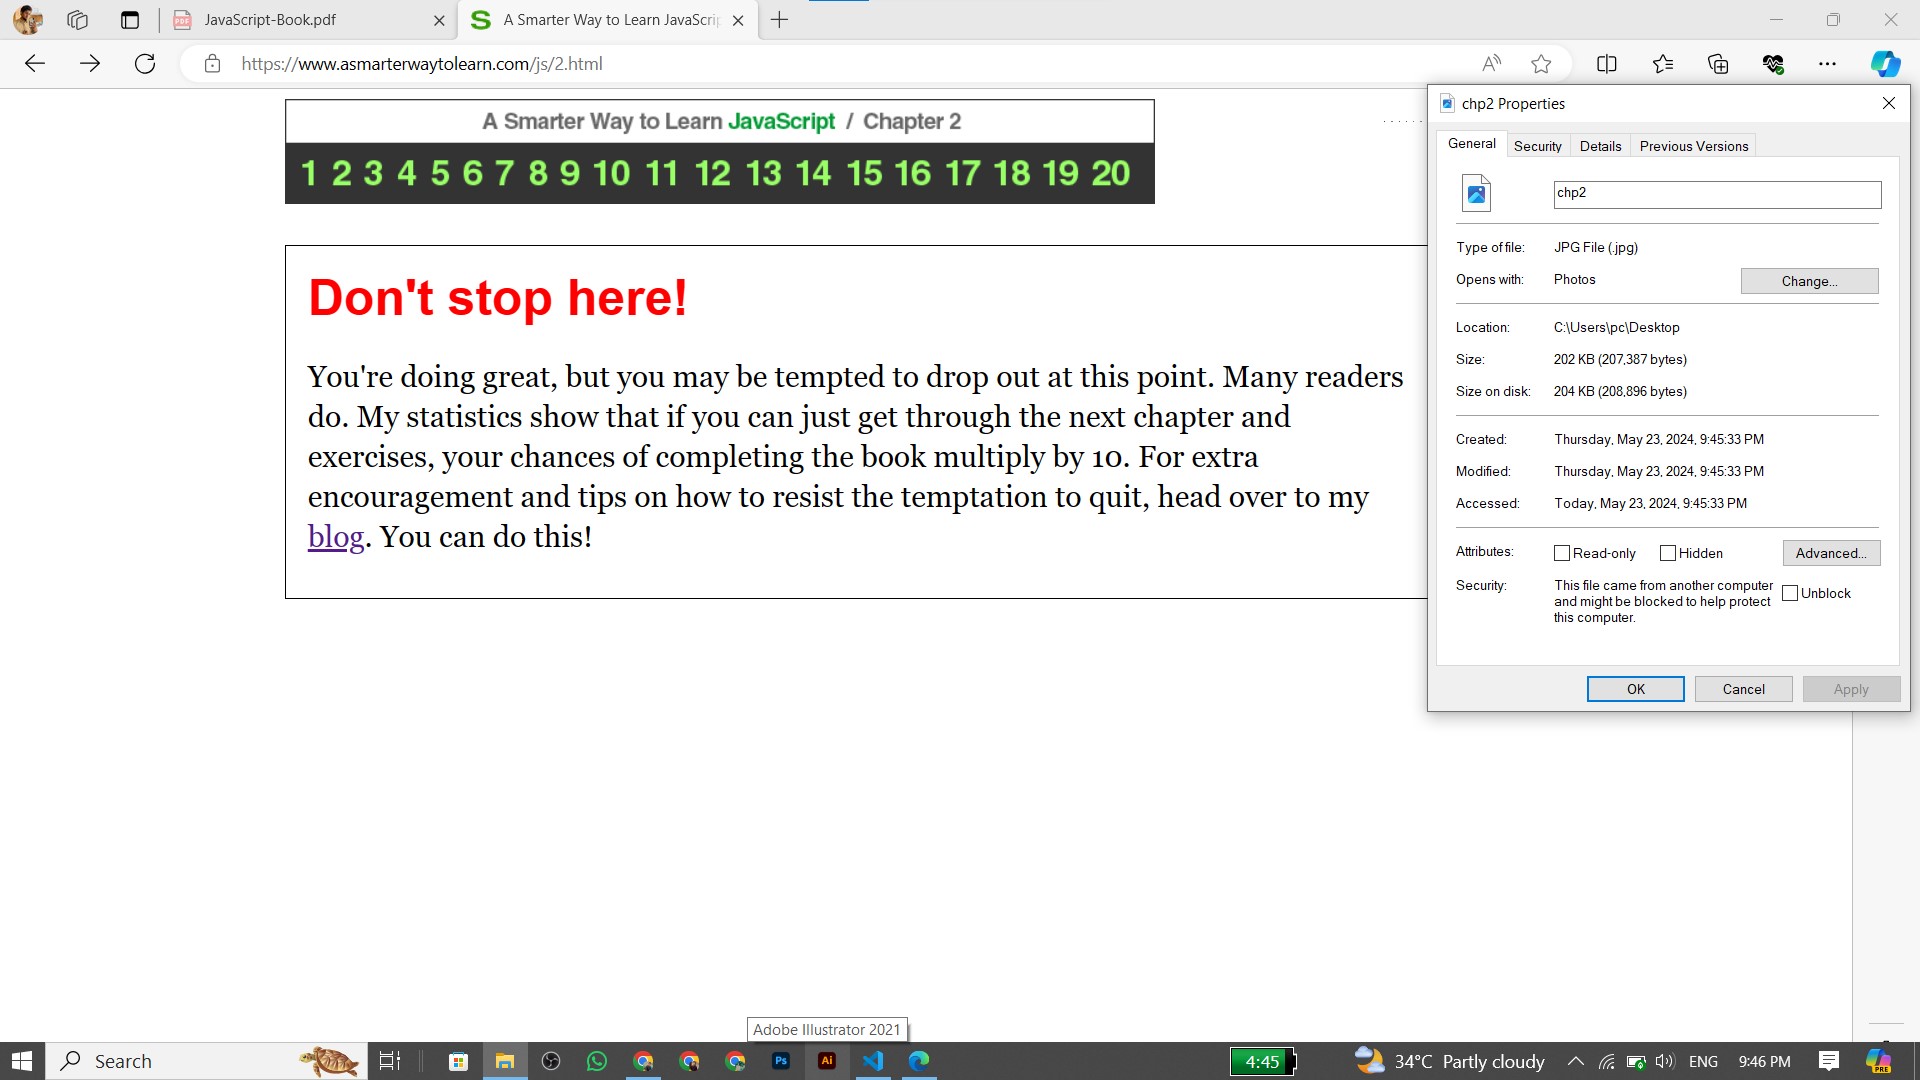 JavaScript-Book.pdf
A Smarter Way to Learn JavaScrip
https://www.asmarterwaytolearn.com/js/2.html
A Smarter Way to Learn JavaScript / Chapter 2
1 2 3 4 5 6 7 8 9 10 11 12 13 14 15 16 17 18 19 20
Don't stop here!
You're doing great, but you may be tempted to drop out at this point. Many readers
do. My statistics show that if you can just get through the next chapter and
exercises, your chances of completing the book multiply by 10. For extra
encouragement and tips on how to resist the temptation to quit, head over to my
blog. You can do this!
chp2 Properties
General Security Details Previous Versions
chp2
Type of file: JPG File (.jpg)
Opens with: Photos Change...
Location: C:\Users\pc\Desktop
Size: 202 KB (207,387 bytes)
Size on disk: 204 KB (208,896 bytes)
Created: Thursday, May 23, 2024, 9:45:33 PM
Modified: Thursday, May 23, 2024, 9:45:33 PM
Accessed: Today, May 23, 2024, 9:45:33 PM
Attributes: Read-only Hidden Advanced...
Security: This file came from another computer
and might be blocked to help protect
this computer.
Unblock
OK Cancel Apply
Adobe Illustrator 2021
Search
Ps Ai
4:45
34°C Partly cloudy
ENG
9:46 PM
PRE